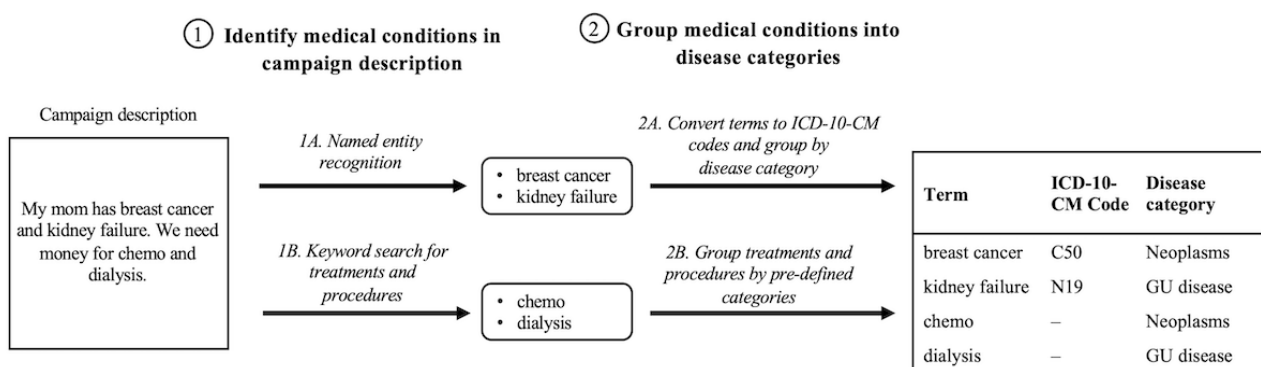 ① Identify medical conditions in
campaign description
② Group medical conditions into
disease categories
Campaign description
My mom has breast cancer
and kidney failure. We need
money for chemo and
dialysis.
1A. Named entity
recognition
• breast cancer
• kidney failure
2A. Convert terms to ICD-10-CM
codes and group by
disease category
1B. Keyword search for
treatments and
procedures
• chemo
• dialysis
2B. Group treatments and
procedures by pre-defined
categories
Term ICD-10- Disease
CM Code category
breast cancer C50 Neoplasms
kidney failure N19 GU disease
chemo – Neoplasms
dialysis – GU disease